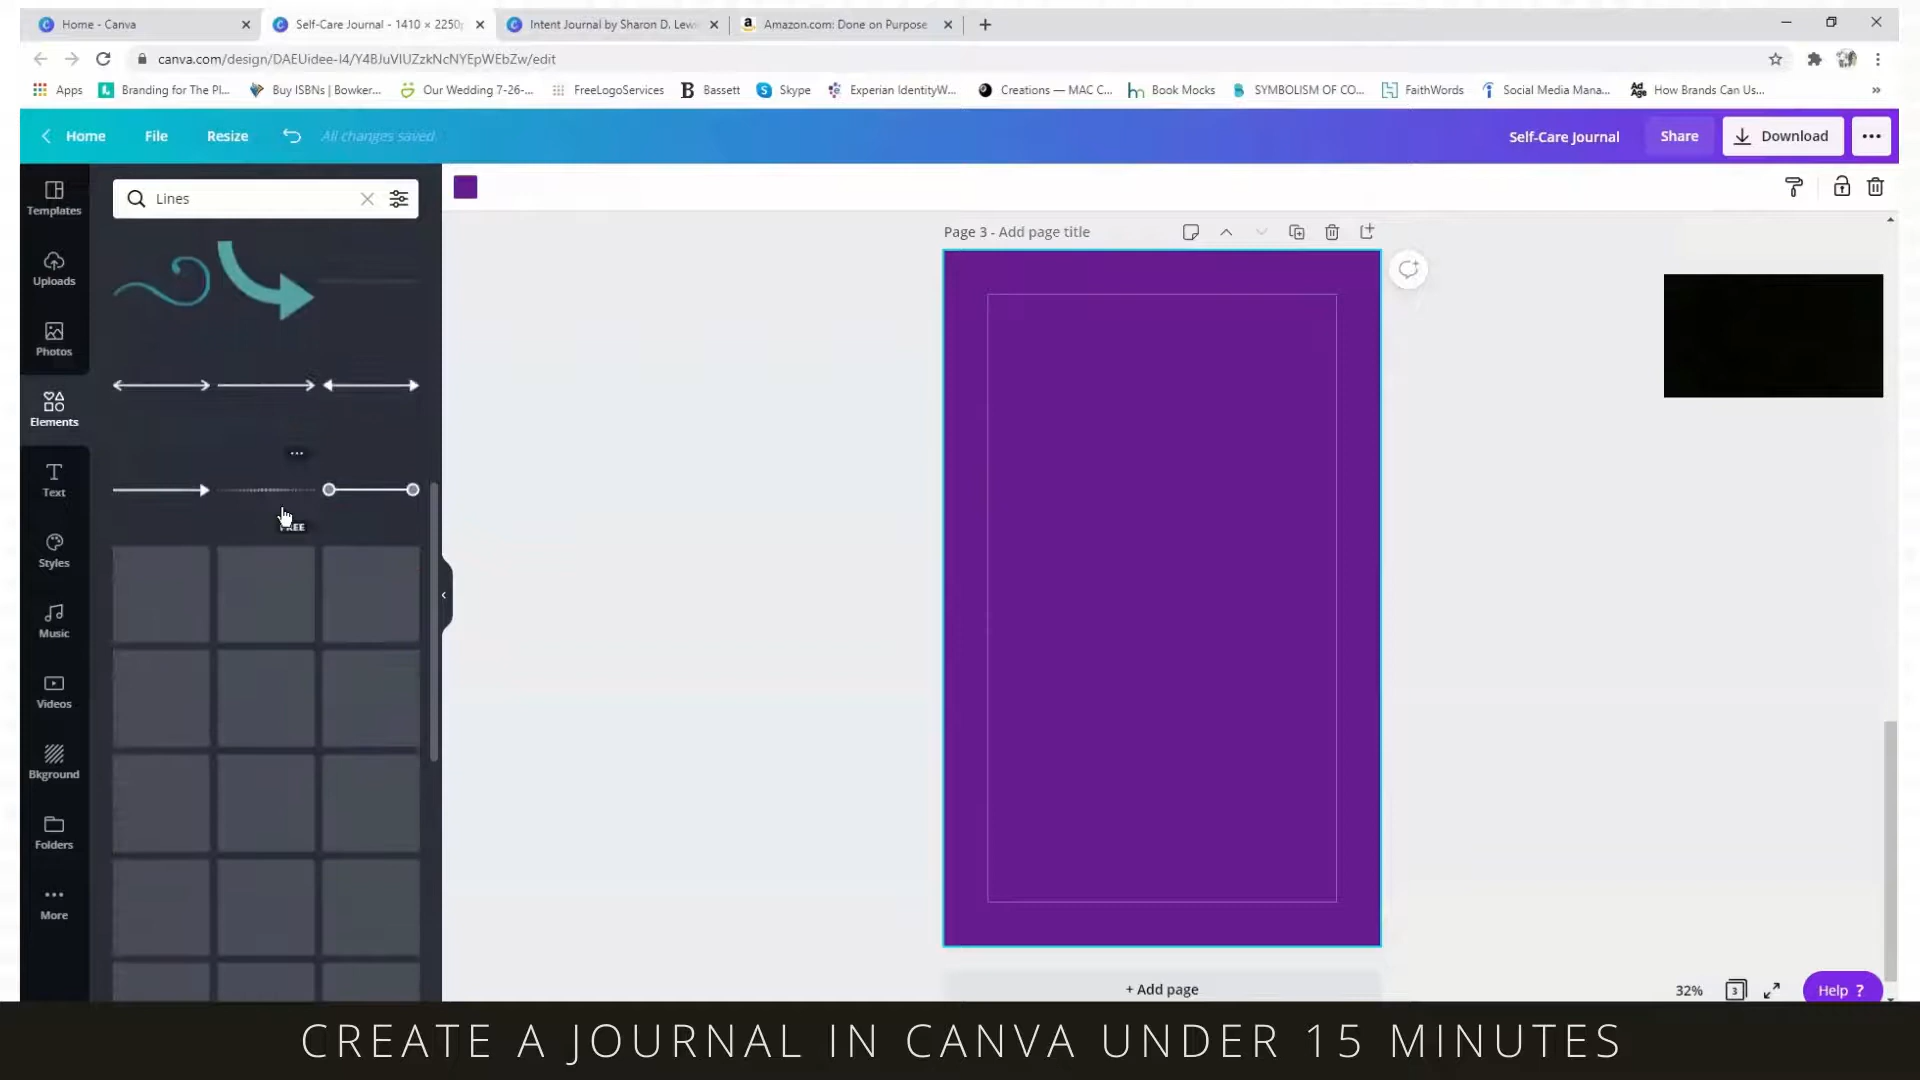 Home - Canva
Self-Care Journal - 1410 × 2250p
Intent Journal by Sharon D. Lew
Amazon.com: Done on Purpose
canva.com/design/DAEUidee-I4/Y4BJuVlUZzkNcNYEpWEbZw/edit
Apps
Branding for The Pl...
Buy ISBNs | Bowker...
Our Wedding 7-26-...
FreeLogoServices
Bassett
Skype
Experian IdentityW...
Creations — MAC C...
Book Mocks
SYMBOLISM OF CO...
FaithWords
Social Media Mana...
How Brands Can Us...
Home
File
Resize
All changes saved
Self-Care Journal
Share
Download
Templates
Uploads
Photos
Elements
Text
Styles
Music
Videos
Bkground
Folders
More
Lines
Page 3 - Add page title
+ Add page
32%
3
Help ?
CREATE A JOURNAL IN CANVA UNDER 15 MINUTES